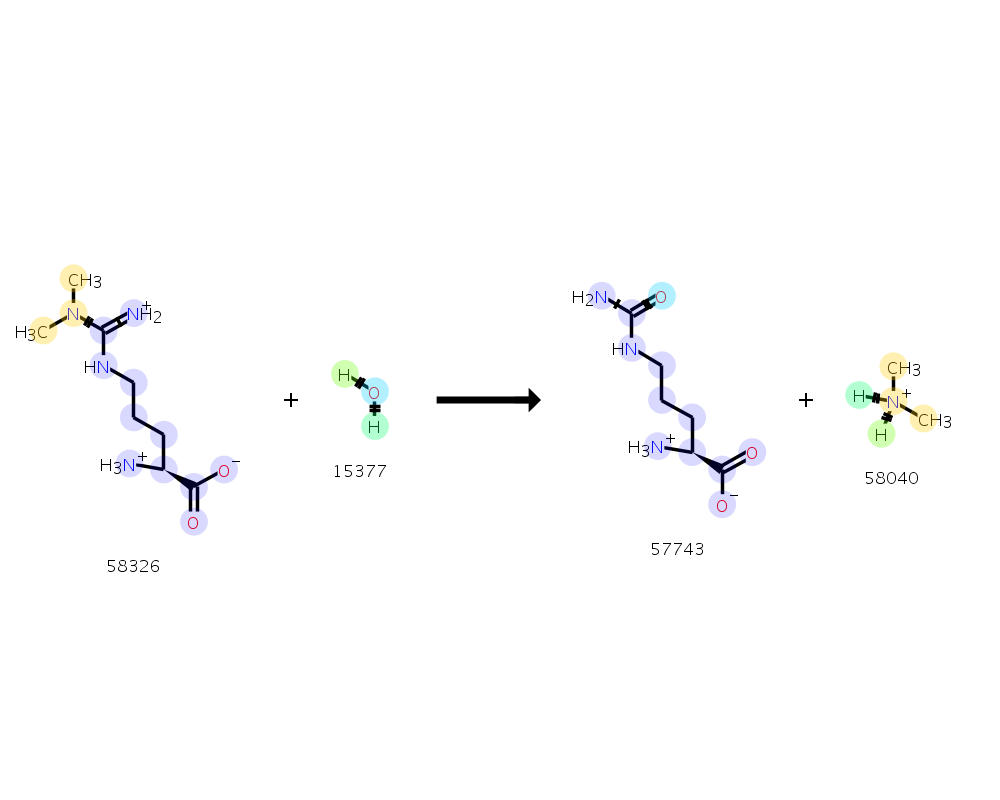 CH3
N
H3C
NH2
+
HN
H3N
+
O
−
O
58326
+
H
O
H
15377
H2N
O
HN
H3N
+
O
O
−
57743
+
CH3
H
N
+
CH3
H
58040